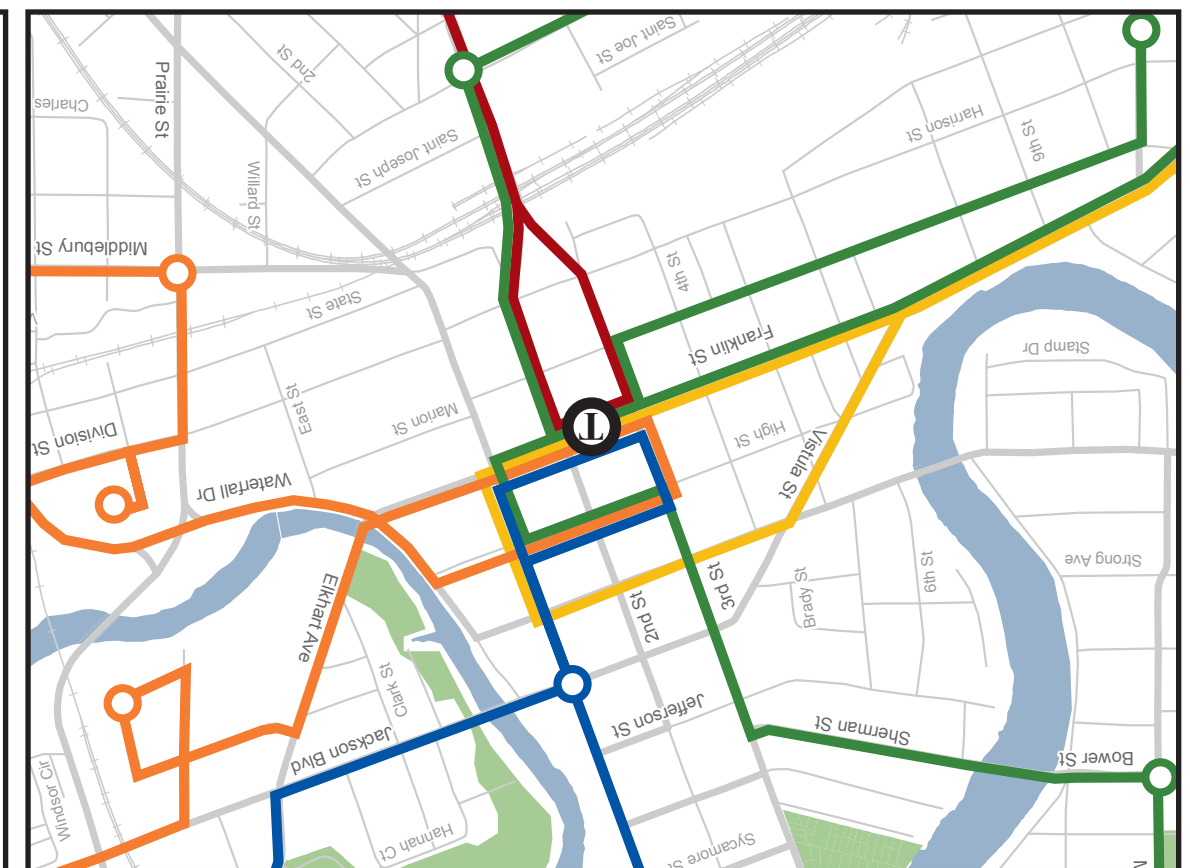 Saint Joe St
2nd St
Prairie St
Charles
Harrison St
9th St
Saint Joseph St
Willard St
Middlebury St
4th St
State St
Franklin St
Stamp Dr
East St
Marion St
Division St
High St
Vistula St
T
Waterfall Dr
Strong Ave
6th St
3rd St
Brady St
Elkhart Ave
2nd St
Clark St
Jefferson St
Sherman St
Jackson Blvd
Bower St
Windsor Cir
Hannah Ct
Sycamore St